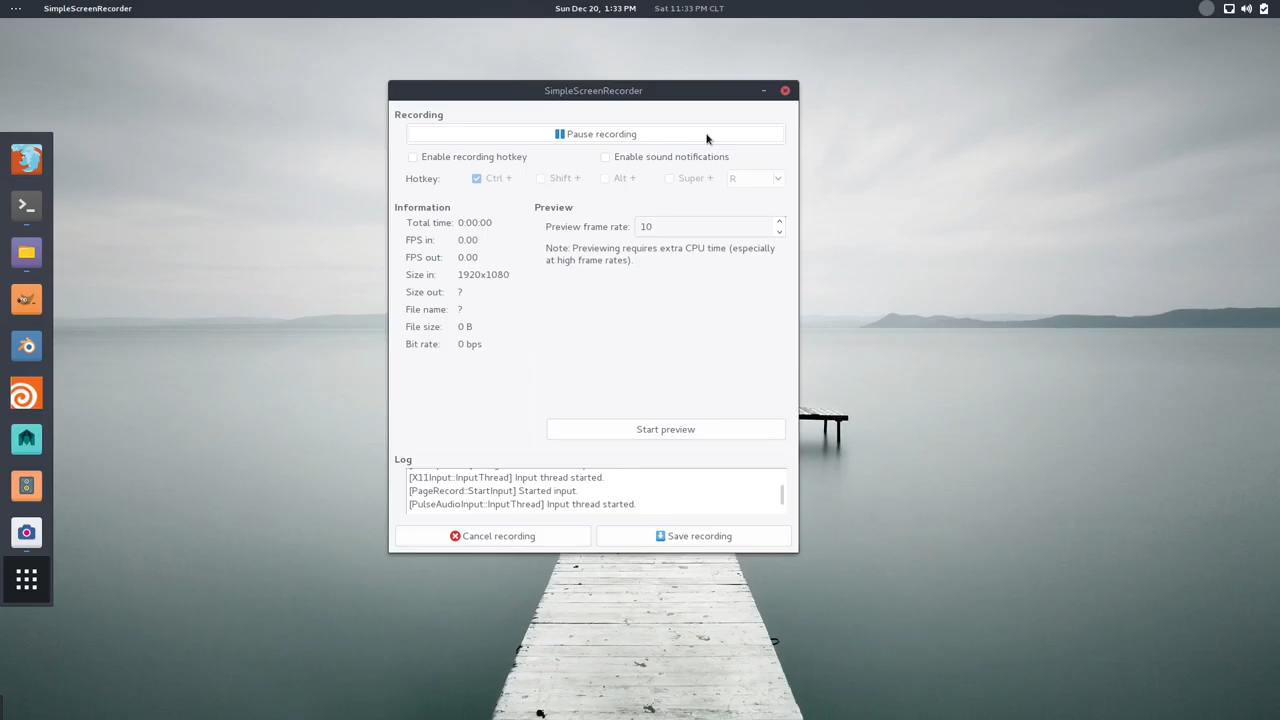 SimpleScreenRecorder
Sun Dec 20, 1:33 PM
Sat 11:33 PM CLT
SimpleScreenRecorder
Recording
Pause recording
Enable recording hotkey
Enable sound notifications
Hotkey:
Ctrl +
Shift +
Alt +
Super +
R
Information
Total time: 0:00:00
FPS in: 0.00
FPS out: 0.00
Size in: 1920x1080
Size out: ?
File name: ?
File size: 0 B
Bit rate: 0 bps
Preview
Preview frame rate: 10
Note: Previewing requires extra CPU time (especially
at high frame rates).
Start preview
Log
[X11Input::InputThread] Input thread started.
[PageRecord::StartInput] Started input.
[PulseAudioInput::InputThread] Input thread started.
Cancel recording
Save recording